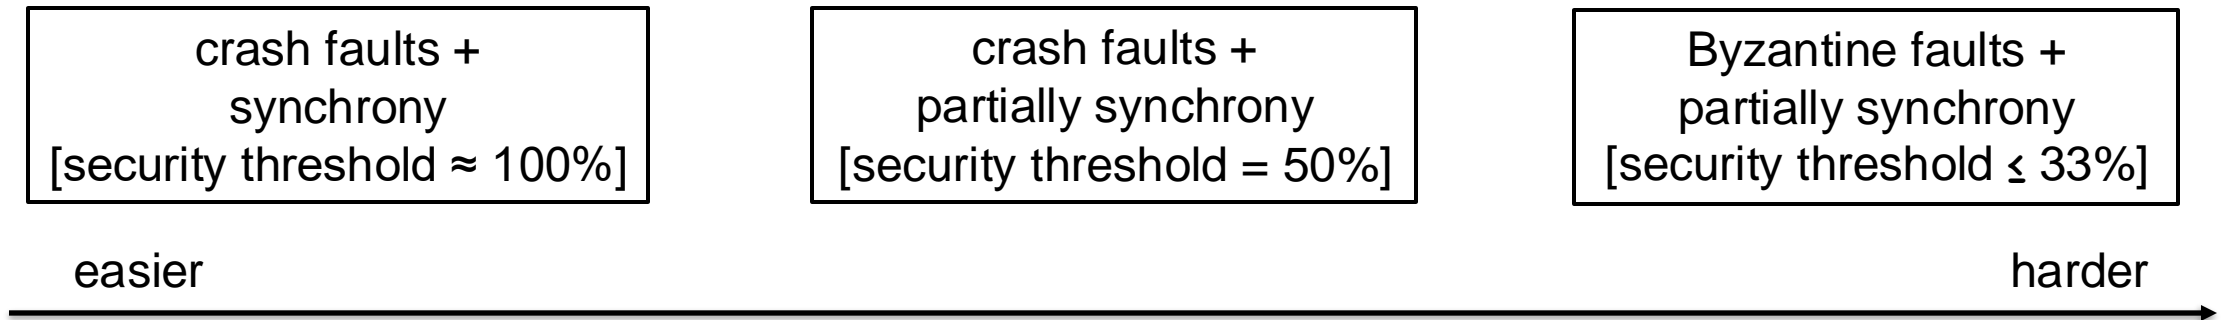 crash faults +
synchrony
[security threshold ≈ 100%]
crash faults +
partially synchrony
[security threshold = 50%]
Byzantine faults +
partially synchrony
[security threshold ≤ 33%]
easier
harder